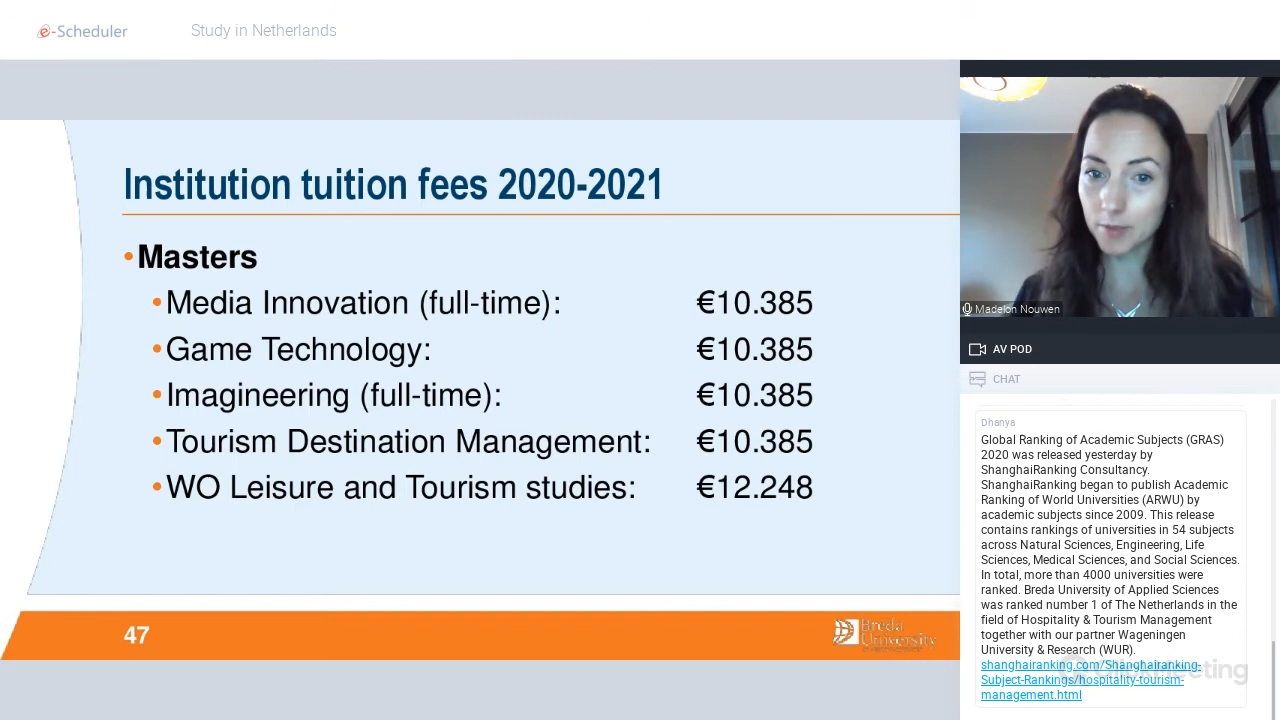 e-Scheduler
Study in Netherlands
Institution tuition fees 2020-2021
•Masters
•Media Innovation (full-time): €10.385
•Game Technology: €10.385
•Imagineering (full-time): €10.385
•Tourism Destination Management: €10.385
•WO Leisure and Tourism studies: €12.248
47
Breda
University
Madelon Nouwen
AV POD
CHAT
Dhanya
Global Ranking of Academic Subjects (GRAS)
2020 was released yesterday by
ShanghaiRanking Consultancy.
ShanghaiRanking began to publish Academic
Ranking of World Universities (ARWU) by
academic subjects since 2009. This release
contains rankings of universities in 54 subjects
across Natural Sciences, Engineering, Life
Sciences, Medical Sciences, and Social Sciences.
In total, more than 4000 universities were
ranked. Breda University of Applied Sciences
was ranked number 1 of The Netherlands in the
field of Hospitality & Tourism Management
together with our partner Wageningen
University & Research (WUR).
shanghairanking.com/Shanghairanking-
Subject-Rankings/hospitality-tourism-
management.html
ClickMeeting